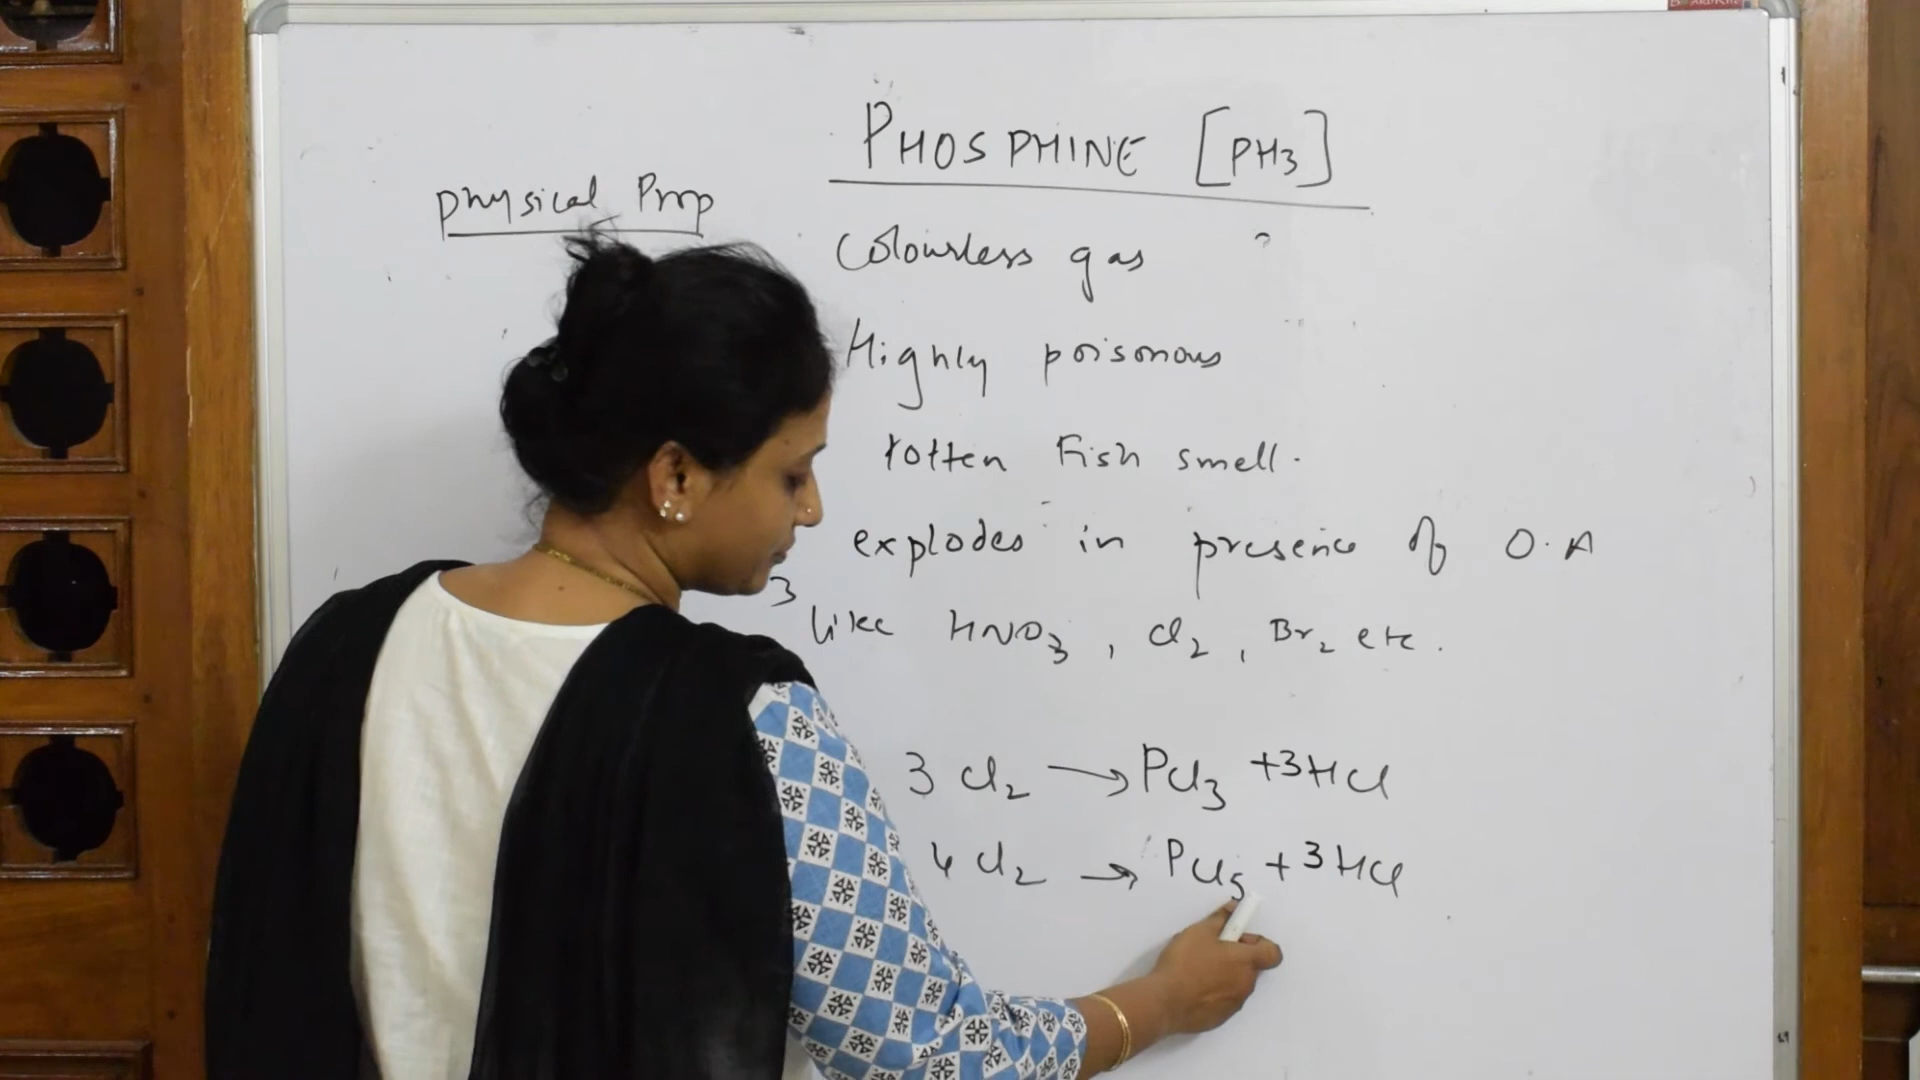 PHOSPHINE [PH3]
physical Prop
Colourless gas
Highly poisonous
rotten Fish smell.
explodes in presence of O.A
3
like HNO3, Cl2, Br2 etc.
3 Cl2 → PCl3 + 3HCl
4 Cl2 → PCl5 + 3HCl